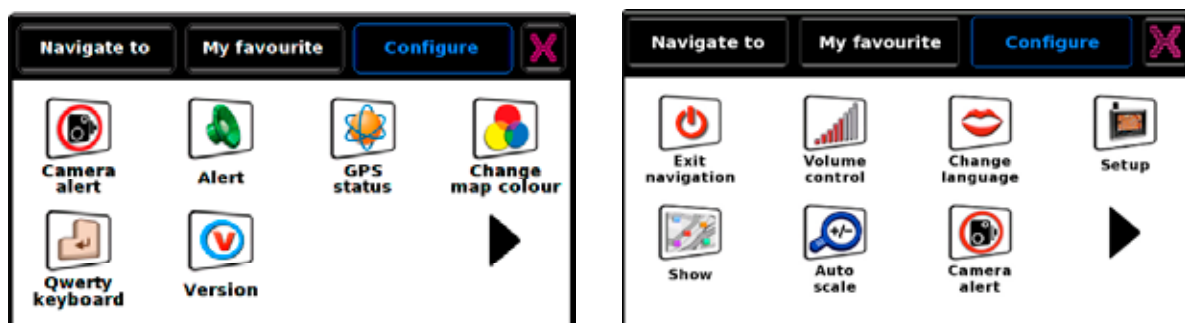 Navigate to
My favourite
Configure
X
Camera
alert
Alert
GPS
status
Change
map colour
Qwerty
keyboard
V
Version
Navigate to
My favourite
Configure
X
Exit
navigation
Volume
control
Change
language
Setup
Show
+/-
Auto
scale
Camera
alert